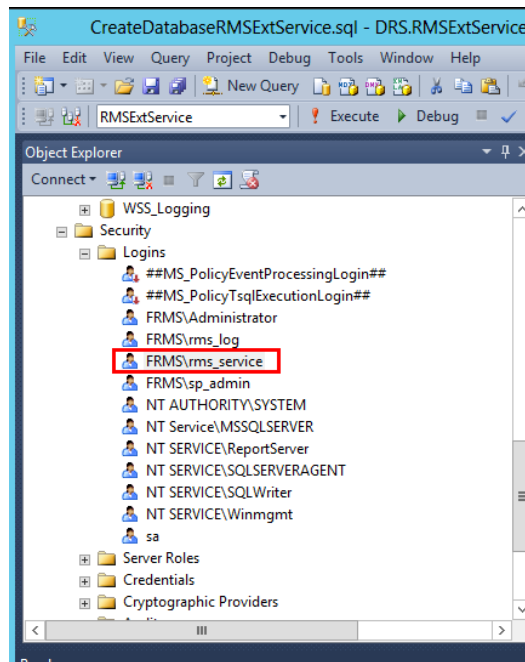 CreateDatabaseRMSExtService.sql - DRS.RMSExtService
File Edit View Query Project Debug Tools Window Help
New Query
RMSExtService Execute Debug
Object Explorer
Connect
WSS_Logging
Security
Logins
##MS_PolicyEventProcessingLogin##
##MS_PolicyTsqlExecutionLogin##
FRMS\Administrator
FRMS\rms_log
FRMS\rms_service
FRMS\sp_admin
NT AUTHORITY\SYSTEM
NT Service\MSSQLSERVER
NT SERVICE\ReportServer
NT SERVICE\SQLSERVERAGENT
NT SERVICE\SQLWriter
NT SERVICE\Winmgmt
sa
Server Roles
Credentials
Cryptographic Providers